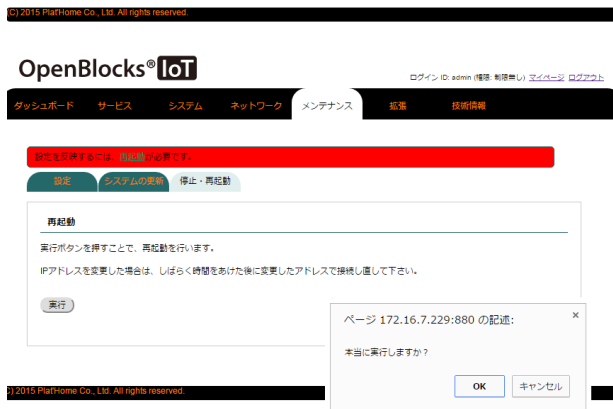 (C) 2015 Plat'Home Co., Ltd. All rights reserved.
OpenBlocks® IoT
ログイン ID: admin (権限: 制限無し) マイページ ログアウト
ダッシュボード サービス システム ネットワーク メンテナンス 拡張 技術情報
設定を反映するには、再起動が必要です。
設定 システムの更新 停止・再起動
再起動
実行ボタンを押すことで、再起動を行います。
IPアドレスを変更した場合は、しばらく時間をあけた後に変更したアドレスで接続し直して下さい。
実行
ページ 172.16.7.229:880 の記述: ×
本当に実行しますか?
OK キャンセル
) 2015 Plat'Home Co., Ltd. All rights reserved.